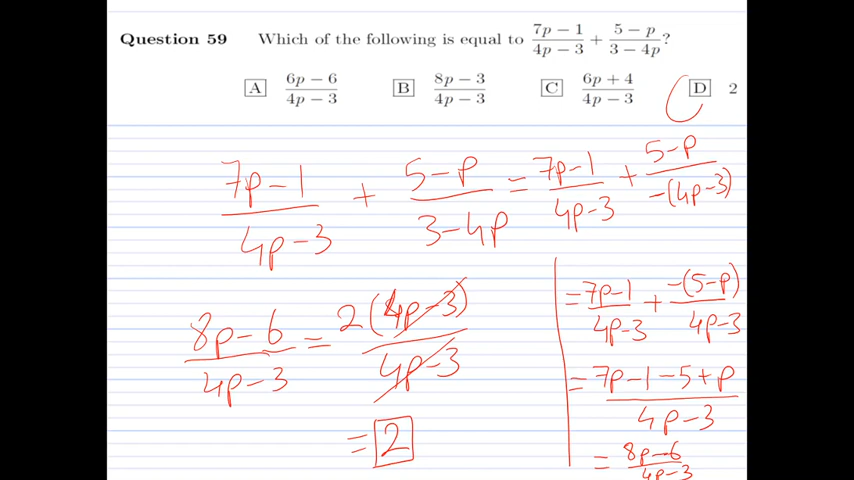 Question 59 Which of the following is equal to (7p − 1)/(4p − 3) + (5 − p)/(3 − 4p)?
A (6p − 6)/(4p − 3) B (8p − 3)/(4p − 3) C (6p + 4)/(4p − 3) D 2
(7p − 1)/(4p − 3) + (5 − p)/(3 − 4p) = (7p − 1)/(4p − 3) + (5 − p)/(−(4p − 3))
= (7p − 1)/(4p − 3) + (−(5 − p))/(4p − 3)
= (7p − 1 − 5 + p)/(4p − 3)
= (8p − 6)/(4p − 3)
(8p − 6)/(4p − 3) = 2(4p − 3)/(4p − 3)
= 2